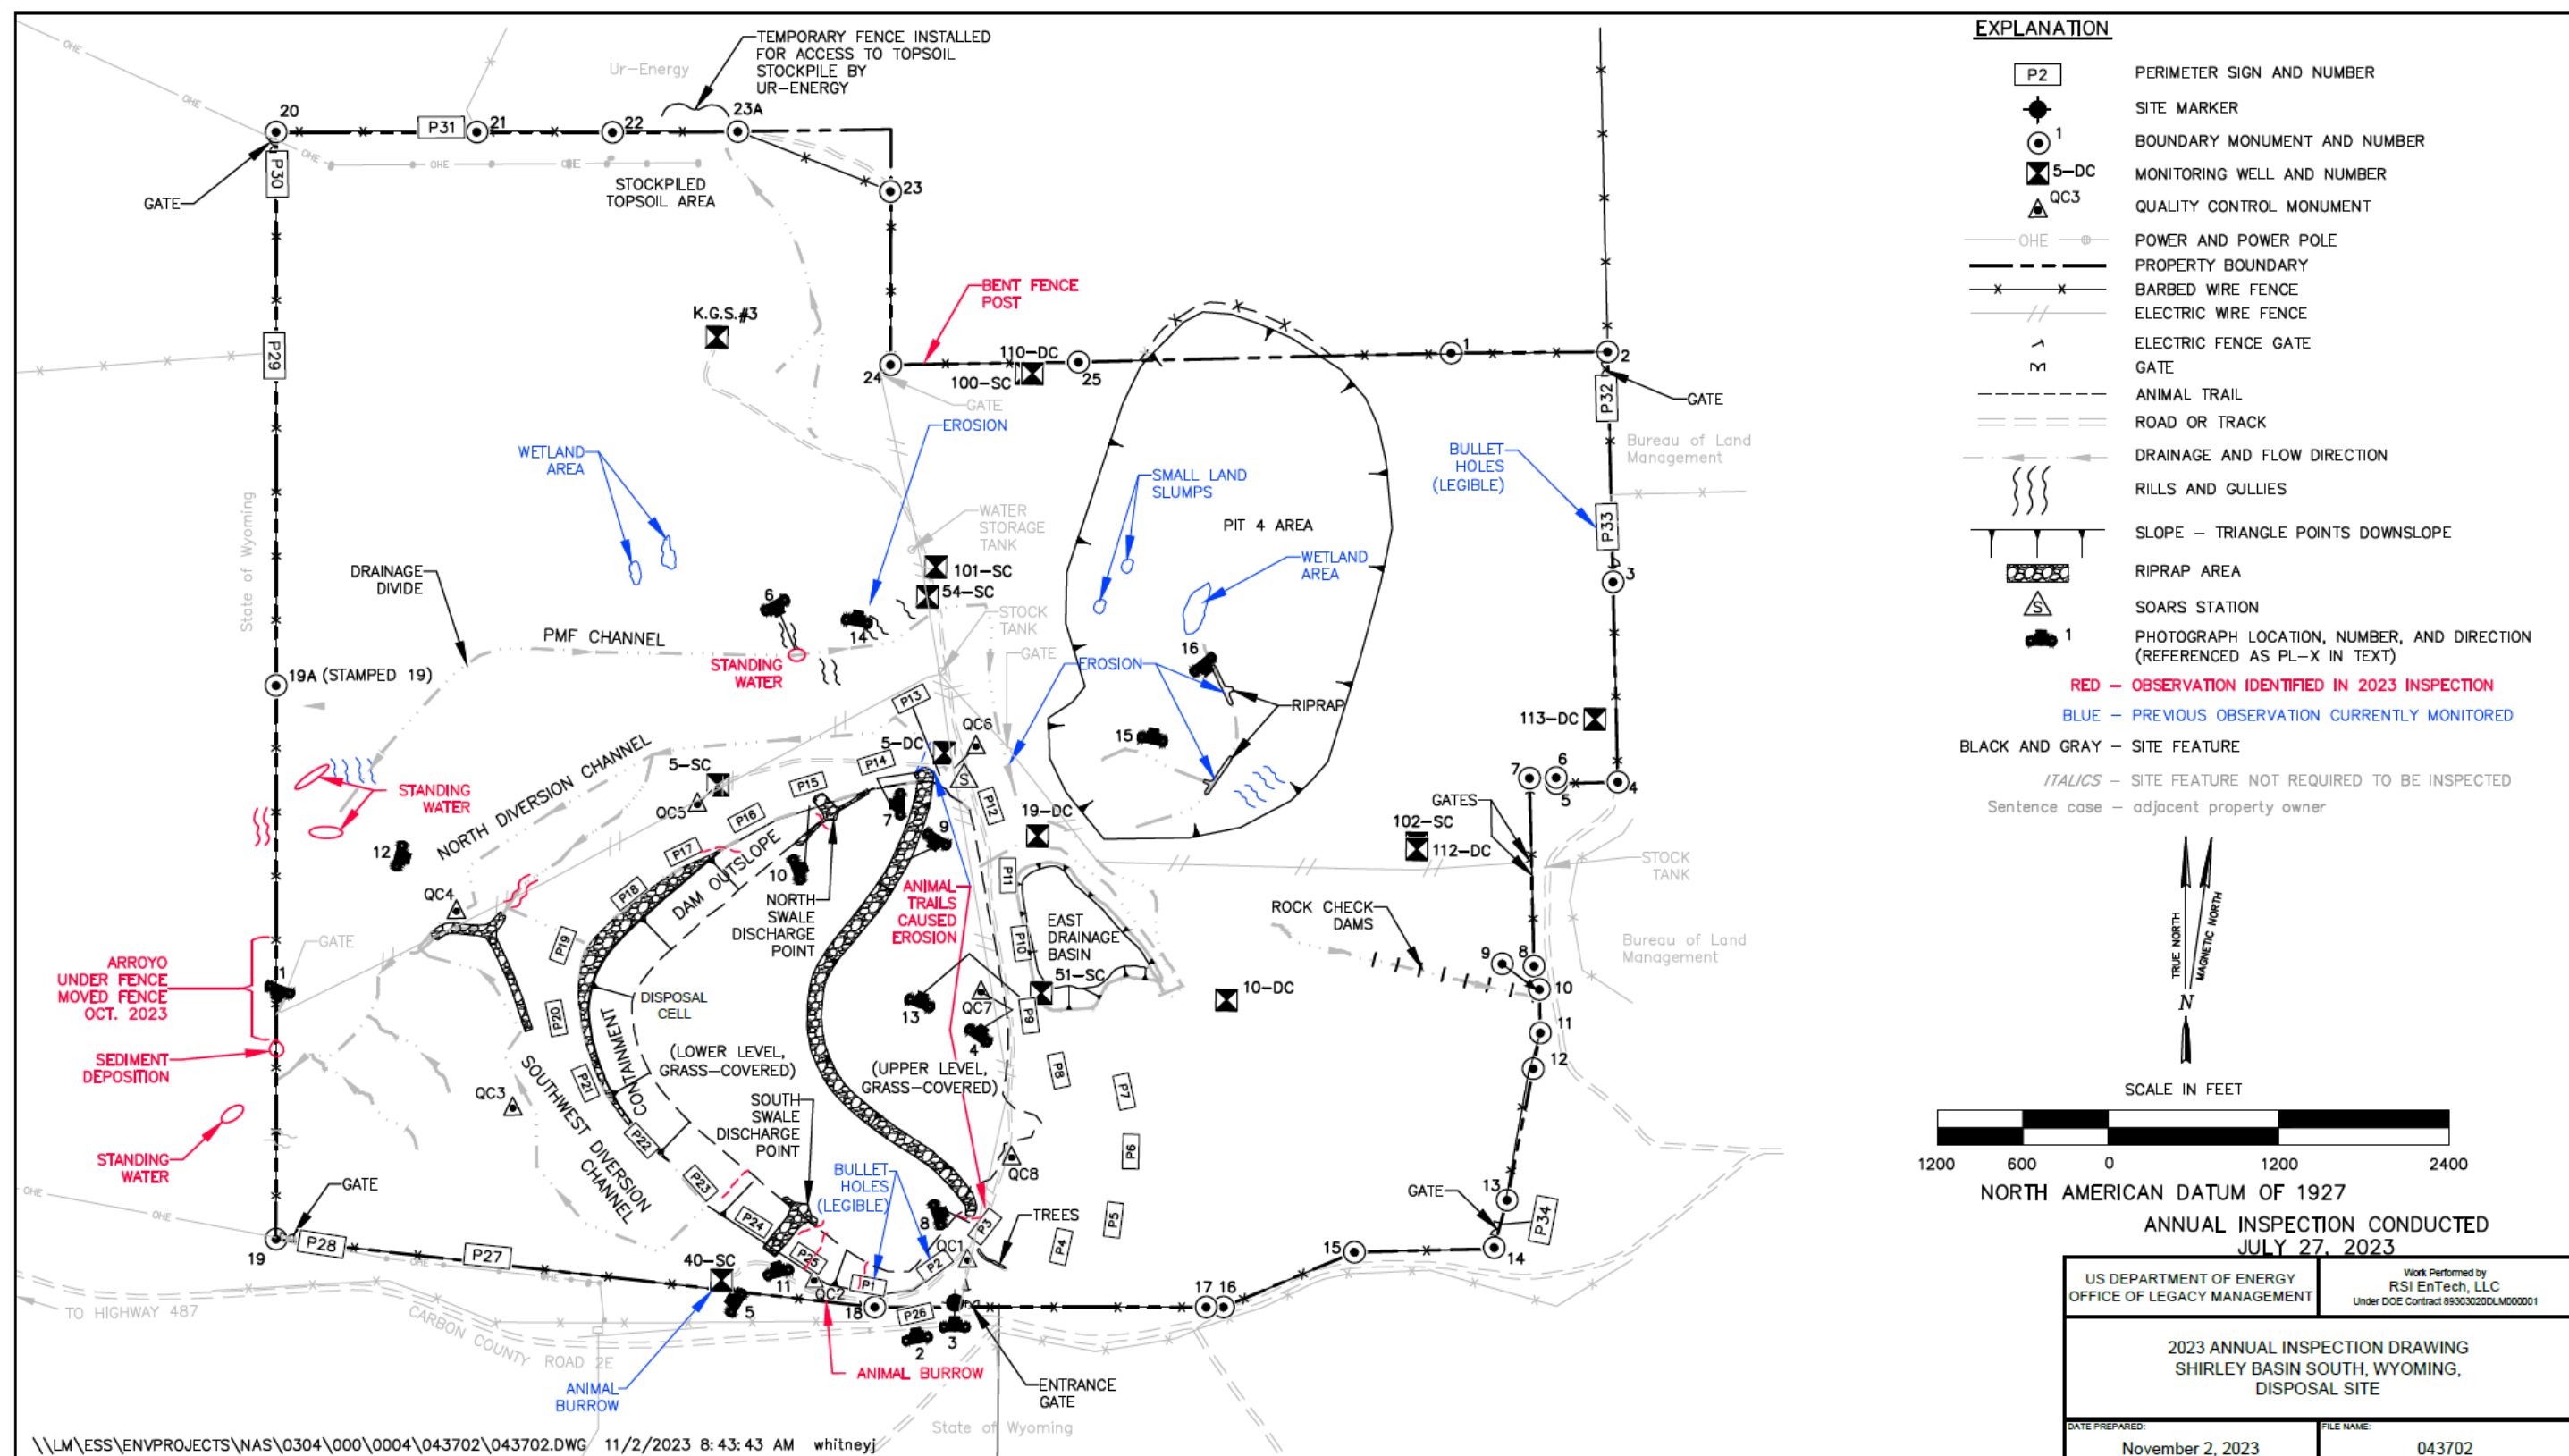 TEMPORARY FENCE INSTALLED
FOR ACCESS TO TOPSOIL
STOCKPILE BY
UR-ENERGY
OHE
Ur-Energy
OHE
20
P31
21
22
23A
OHE
OHE
OHE
P30
GATE
STOCKPILED
TOPSOIL AREA
23
BENT FENCE
POST
K.G.S.#3
P29
110-DC
100-SC
24
25
1
2
GATE
P32
GATE
EROSION
WETLAND
AREA
Bureau of Land
Management
BULLET
HOLES
(LEGIBLE)
SMALL LAND
SLUMPS
PIT 4 AREA
P33
State of Wyoming
WATER
STORAGE
TANK
WETLAND
AREA
DRAINAGE
DIVIDE
101-SC
54-SC
3
6
14
STOCK
TANK
PMF CHANNEL
GATE
STANDING
WATER
EROSION
16
RIPRAP
19A (STAMPED 19)
P13
QC6
5-DC
15
113-DC
NORTH DIVERSION CHANNEL
5-SC
P14
S
7
6
5
4
STANDING
WATER
QC5
P15
P16
7
P12
GATES
12
P17
10
9
19-DC
102-SC
112-DC
STOCK
TANK
DAM OUTSLOPE
P18
QC4
NORTH
SWALE
DISCHARGE
POINT
ANIMAL
TRAILS
CAUSED
EROSION
P11
EAST
DRAINAGE
BASIN
ROCK CHECK
DAMS
GATE
P19
P10
Bureau of Land
Management
ARROYO
UNDER FENCE
MOVED FENCE
OCT. 2023
1
51-SC
9
8
DISPOSAL
CELL
P20
13
QC7
P9
10-DC
10
CONTAINMENT
4
11
SEDIMENT
DEPOSITION
(LOWER LEVEL,
GRASS-COVERED)
(UPPER LEVEL,
GRASS-COVERED)
P8
12
SOUTHWEST DIVERSION
CHANNEL
P21
P7
QC3
SOUTH
SWALE
DISCHARGE
POINT
P22
P6
STANDING
WATER
QC8
BULLET
HOLES
(LEGIBLE)
P23
GATE
OHE
OHE
GATE
13
P34
8
P3
TREES
P5
P24
P4
19
P28
P27
OHE
40-SC
P25
QC1
15
14
11
QC2
P1
P2
5
18
P26
17
16
2
3
TO HIGHWAY 487
CARBON COUNTY ROAD 2E
ANIMAL BURROW
ANIMAL
BURROW
ENTRANCE
GATE
State of Wyoming
\\LM\ESS\ENVPROJECTS\NAS\0304\000\0004\043702\043702.DWG 11/2/2023 8:43:43 AM whitneyj
EXPLANATION
P2 PERIMETER SIGN AND NUMBER
SITE MARKER
1 BOUNDARY MONUMENT AND NUMBER
5-DC MONITORING WELL AND NUMBER
QC3 QUALITY CONTROL MONUMENT
OHE POWER AND POWER POLE
PROPERTY BOUNDARY
BARBED WIRE FENCE
ELECTRIC WIRE FENCE
ELECTRIC FENCE GATE
GATE
ANIMAL TRAIL
ROAD OR TRACK
DRAINAGE AND FLOW DIRECTION
RILLS AND GULLIES
SLOPE – TRIANGLE POINTS DOWNSLOPE
RIPRAP AREA
S SOARS STATION
1 PHOTOGRAPH LOCATION, NUMBER, AND DIRECTION
(REFERENCED AS PL-X IN TEXT)
RED – OBSERVATION IDENTIFIED IN 2023 INSPECTION
BLUE – PREVIOUS OBSERVATION CURRENTLY MONITORED
BLACK AND GRAY – SITE FEATURE
ITALICS – SITE FEATURE NOT REQUIRED TO BE INSPECTED
Sentence case – adjacent property owner
TRUE NORTH
MAGNETIC NORTH
N
SCALE IN FEET
1200 600 0 1200 2400
NORTH AMERICAN DATUM OF 1927
ANNUAL INSPECTION CONDUCTED
JULY 27, 2023
US DEPARTMENT OF ENERGY
OFFICE OF LEGACY MANAGEMENT
Work Performed by
RSI EnTech, LLC
Under DOE Contract 89303020DLM000001
2023 ANNUAL INSPECTION DRAWING
SHIRLEY BASIN SOUTH, WYOMING,
DISPOSAL SITE
DATE PREPARED:
November 2, 2023
FILE NAME:
043702